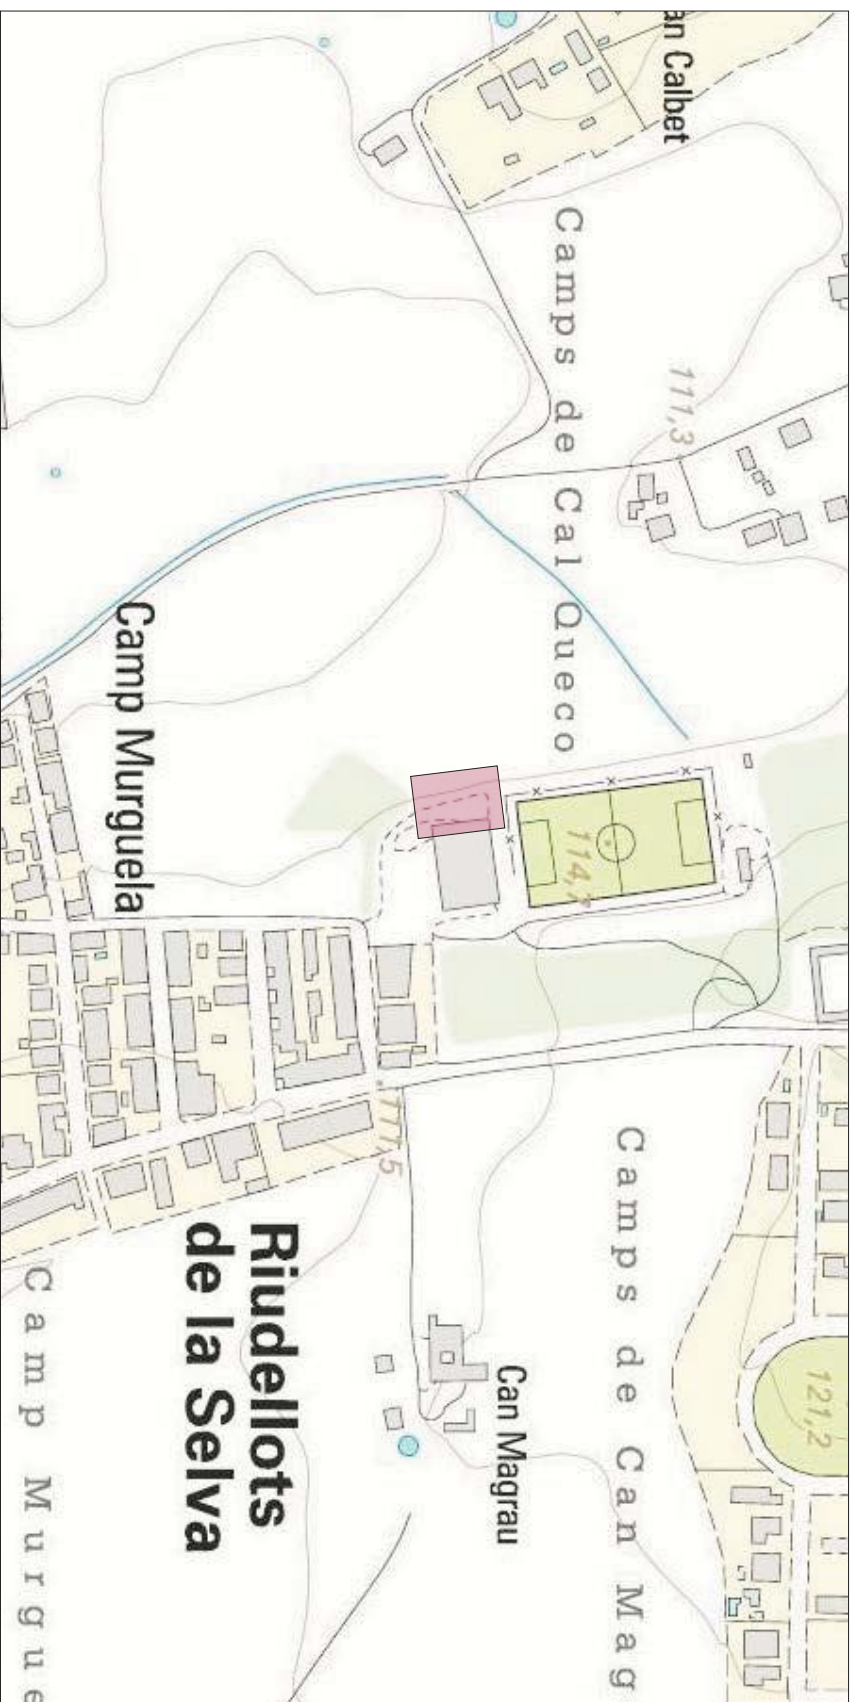 an Calbet
Camps de Cal Queco
111,3
Camp Murguela
114,7
111,5
Camps de Can Mag
Riudellots
de la Selva
Can Magrau
121,2
Camp Murgue